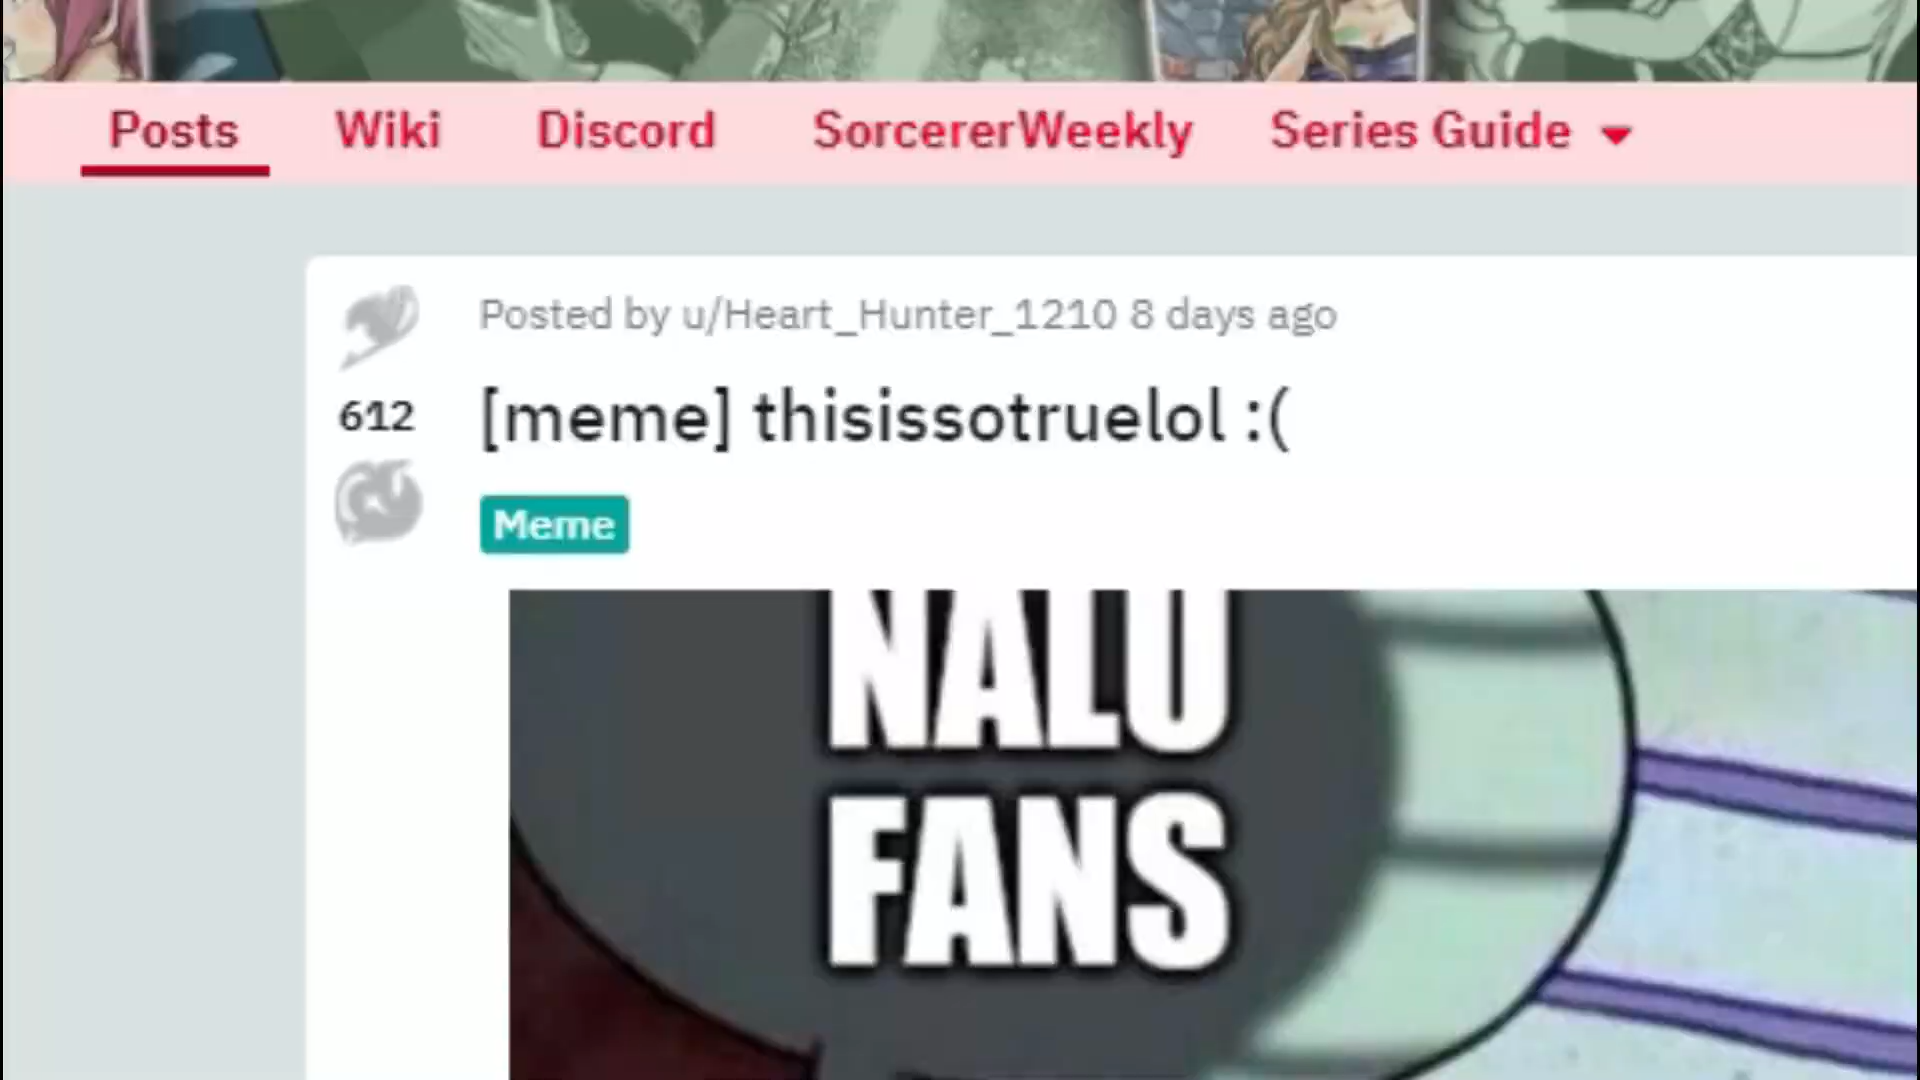 Posts Wiki Discord SorcererWeekly Series Guide
Posted by u/Heart_Hunter_1210 8 days ago
612
[meme] thisissotruelol :(
Meme
NALU
FANS